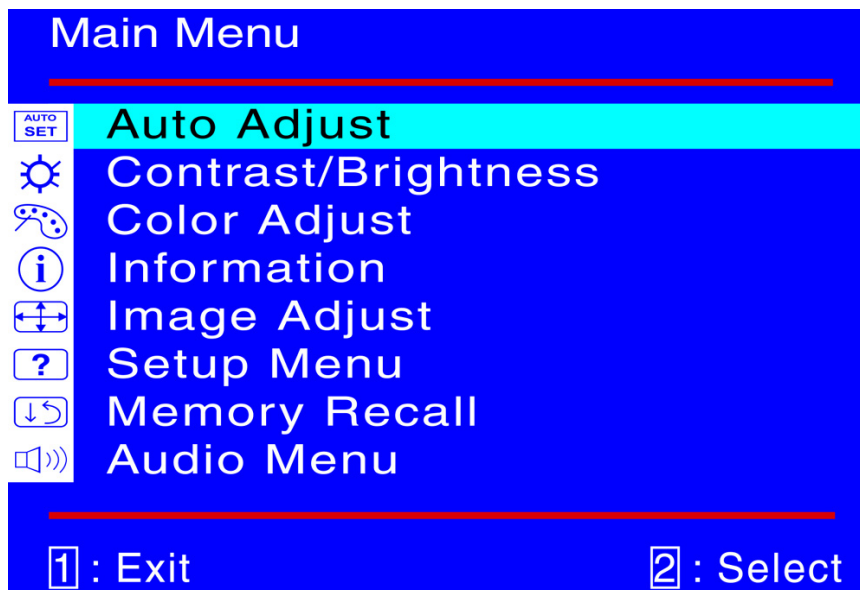 Main Menu
AUTO
SET
Auto Adjust
Contrast/Brightness
Color Adjust
i
Information
Image Adjust
?
Setup Menu
Memory Recall
Audio Menu
1 : Exit
2 : Select